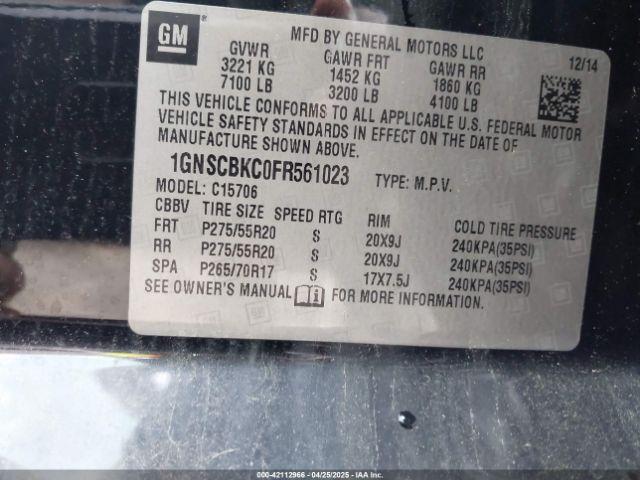 GM
MFD BY GENERAL MOTORS LLC
12/14
GVWR GAWR FRT GAWR RR
3221 KG 1452 KG 1860 KG
7100 LB 3200 LB 4100 LB
THIS VEHICLE CONFORMS TO ALL APPLICABLE U.S. FEDERAL MOTOR
VEHICLE SAFETY STANDARDS IN EFFECT ON THE DATE OF
MANUFACTURE SHOWN ABOVE.
1GNSCBKC0FR561023 TYPE: M.P.V.
MODEL: C15706
CBBV TIRE SIZE SPEED RTG RIM COLD TIRE PRESSURE
FRT P275/55R20 S 20X9J 240KPA(35PSI)
RR P275/55R20 S 20X9J 240KPA(35PSI)
SPA P265/70R17 S 17X7.5J 240KPA(35PSI)
SEE OWNER'S MANUAL FOR MORE INFORMATION.
000-42112966 - 04/25/2025 - IAAI.COM - COPYRIGHT IAA, LLC